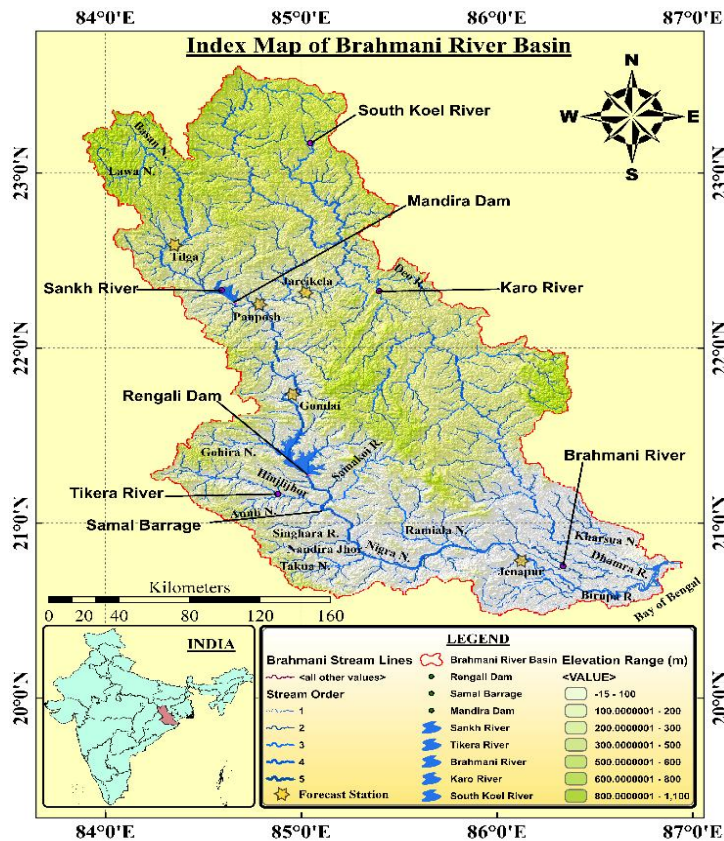 84°0'E 85°0'E 86°0'E 87°0'E
Index Map of Brahmani River Basin
N
W E
S
South Koel River
23°0'N 23°0'N
Basan N.
Lawa N.
Mandira Dam
Tilga
Deo R.
Sankh River
Jaraikela
Karo River
Panposh
22°0'N 22°0'N
Rengali Dam
Gomlai
Samakoi R.
Gohira N.
Brahmani River
Hinjlijhor
Tikera River
Aunli N.
21°0'N 21°0'N
Samal Barrage
Ramiala N.
Kharsua N.
Singhara R.
Nandira Jhor
Nigra N.
Dhamra R.
Takua N.
Jenapur
Kilometers
Birupa R.
Bay of Bengal
0 20 40 80 120 160
INDIA
LEGEND
Brahmani Stream Lines
<all other values>
Stream Order
1
2
3
4
5
Forecast Station
Brahmani River Basin
Rengali Dam
Samal Barrage
Mandira Dam
Sankh River
Tikera River
Brahmani River
Karo River
South Koel River
Elevation Range (m)
<VALUE>
-15 - 100
100.0000001 - 200
200.0000001 - 300
300.0000001 - 500
500.0000001 - 600
600.0000001 - 800
800.0000001 - 1,100
20°0'N 20°0'N
84°0'E 85°0'E 86°0'E 87°0'E